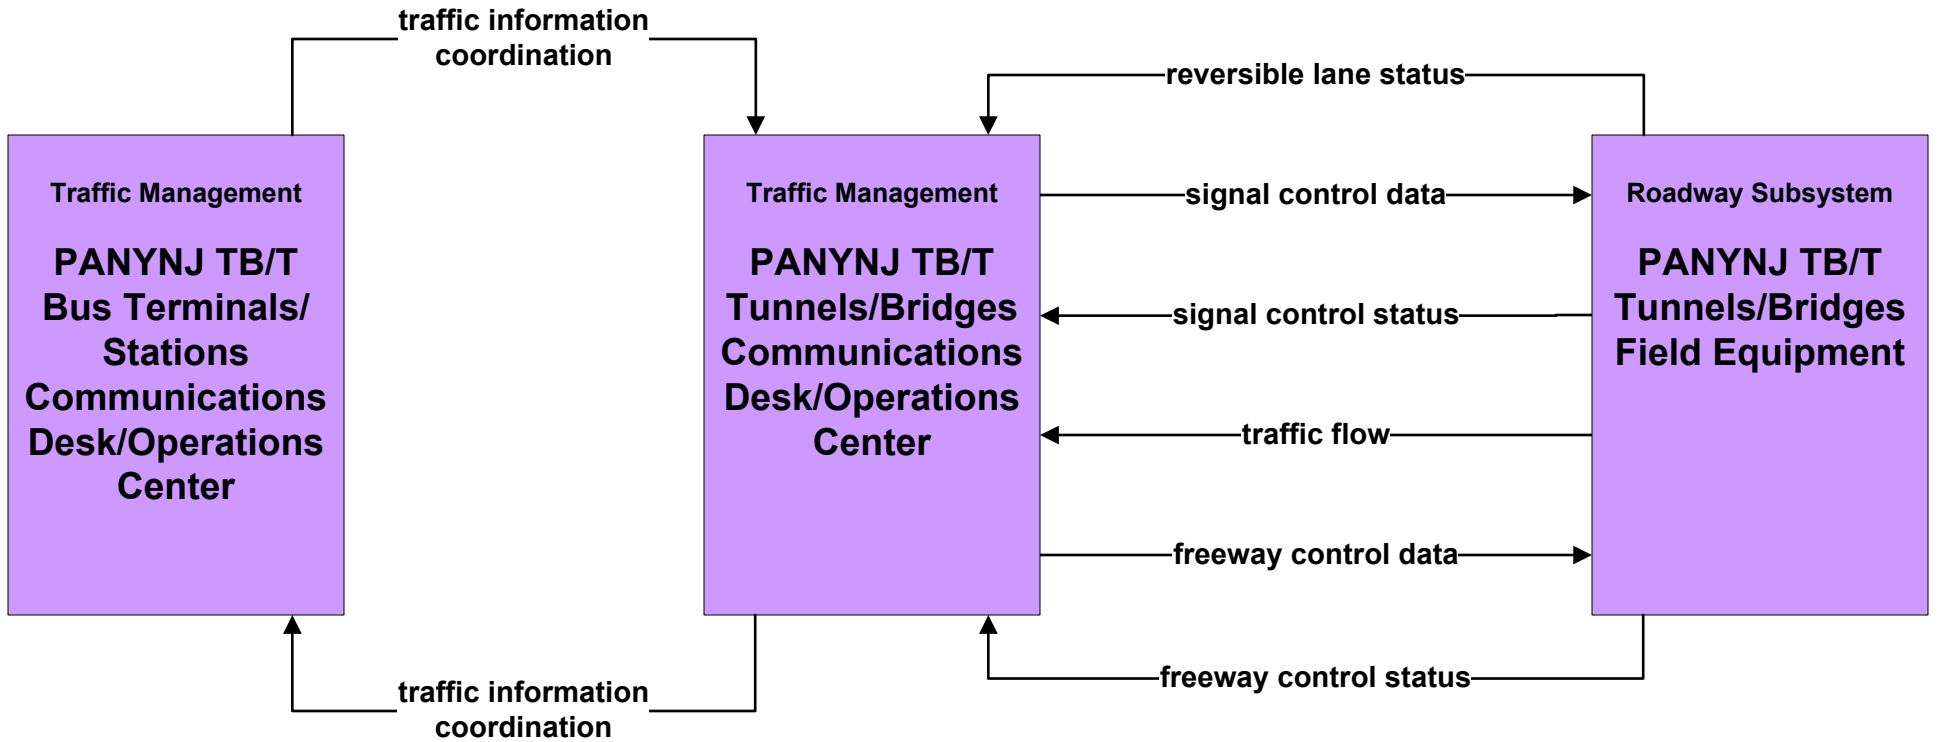 traffic information
coordination
reversible lane status
Traffic Management
PANYNJ TB/T
Bus Terminals/
Stations
Communications
Desk/Operations
Center
Traffic Management
PANYNJ TB/T
Tunnels/Bridges
Communications
Desk/Operations
Center
signal control data
signal control status
traffic flow
freeway control data
Roadway Subsystem
PANYNJ TB/T
Tunnels/Bridges
Field Equipment
freeway control status
traffic information
coordination